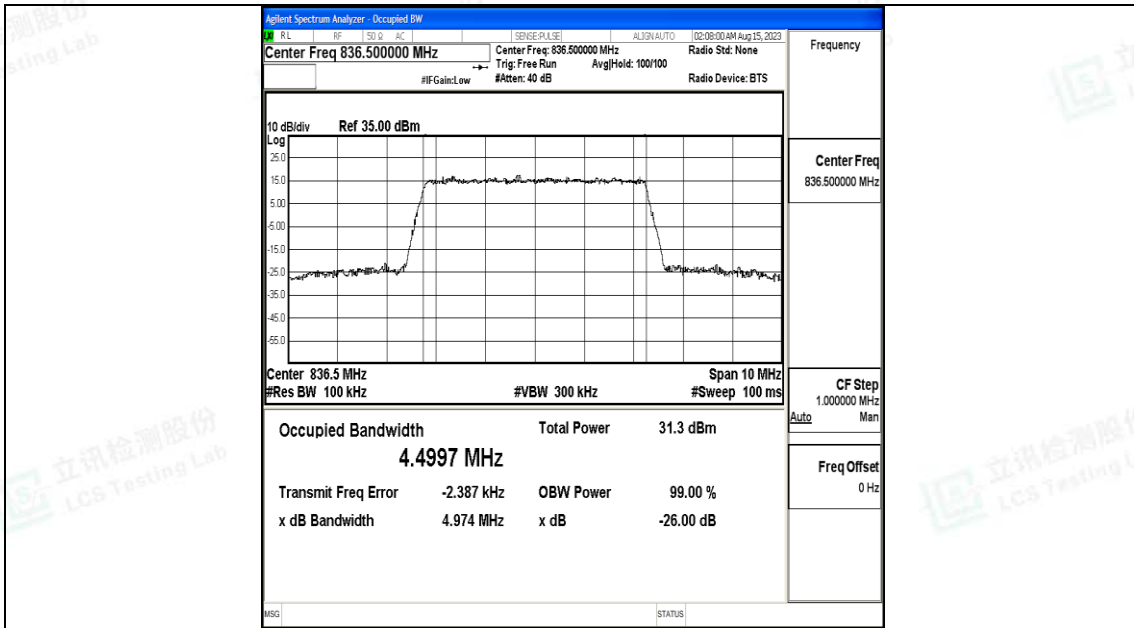 Agilent Spectrum Analyzer - Occupied BW
RL RF 50 Ω AC SENSE:PULSE ALIGN AUTO 02:08:00 AM Aug 15, 2023
Center Freq 836.500000 MHz
Center Freq: 836.500000 MHz Radio Std: None
Trig: Free Run Avg|Hold: 100/100
#IFGain:Low #Atten: 40 dB Radio Device: BTS
10 dB/div Ref 35.00 dBm
Log
25.0
15.0
5.00
-5.00
-15.0
-25.0
-35.0
-45.0
-55.0
Center 836.5 MHz Span 10 MHz
#Res BW 100 kHz #VBW 300 kHz #Sweep 100 ms
Occupied Bandwidth Total Power 31.3 dBm
4.4997 MHz
Transmit Freq Error -2.387 kHz OBW Power 99.00 %
x dB Bandwidth 4.974 MHz x dB -26.00 dB
MSG STATUS
Frequency
Center Freq
836.500000 MHz
CF Step
1.000000 MHz
Auto Man
Freq Offset
0 Hz
立讯检测股份
LCS Testing Lab
立讯检测股份
LCS Testing